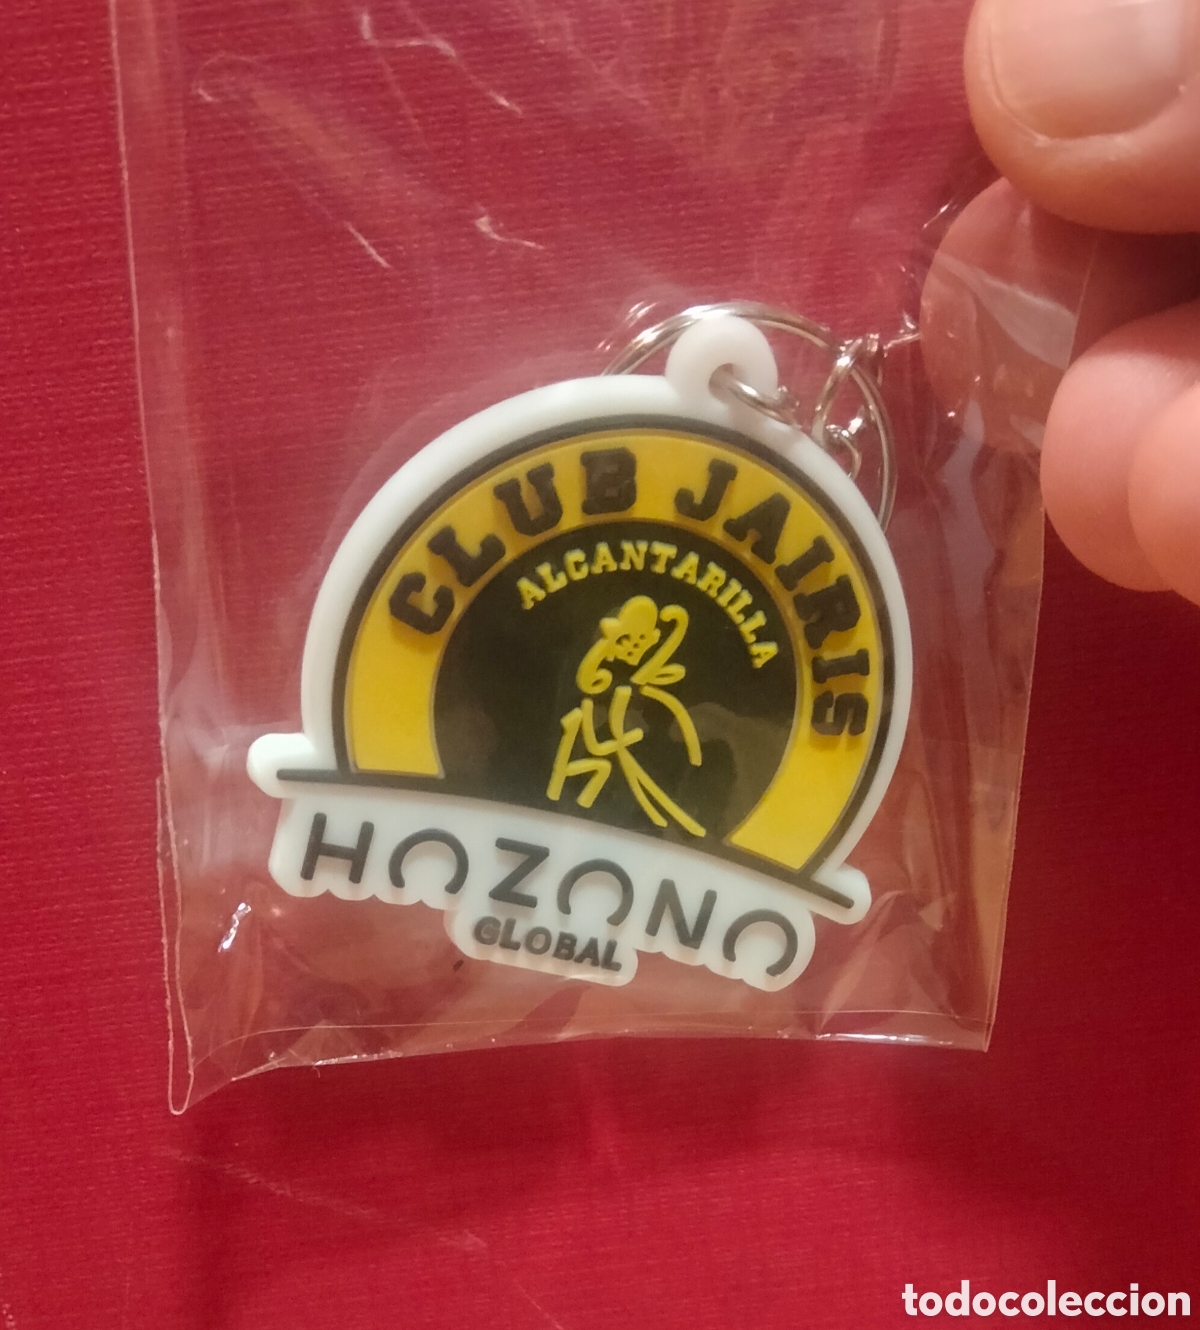 CLUB JAIRIS
ALCANTARILLA
HOZONO
GLOBAL
todocoleccion